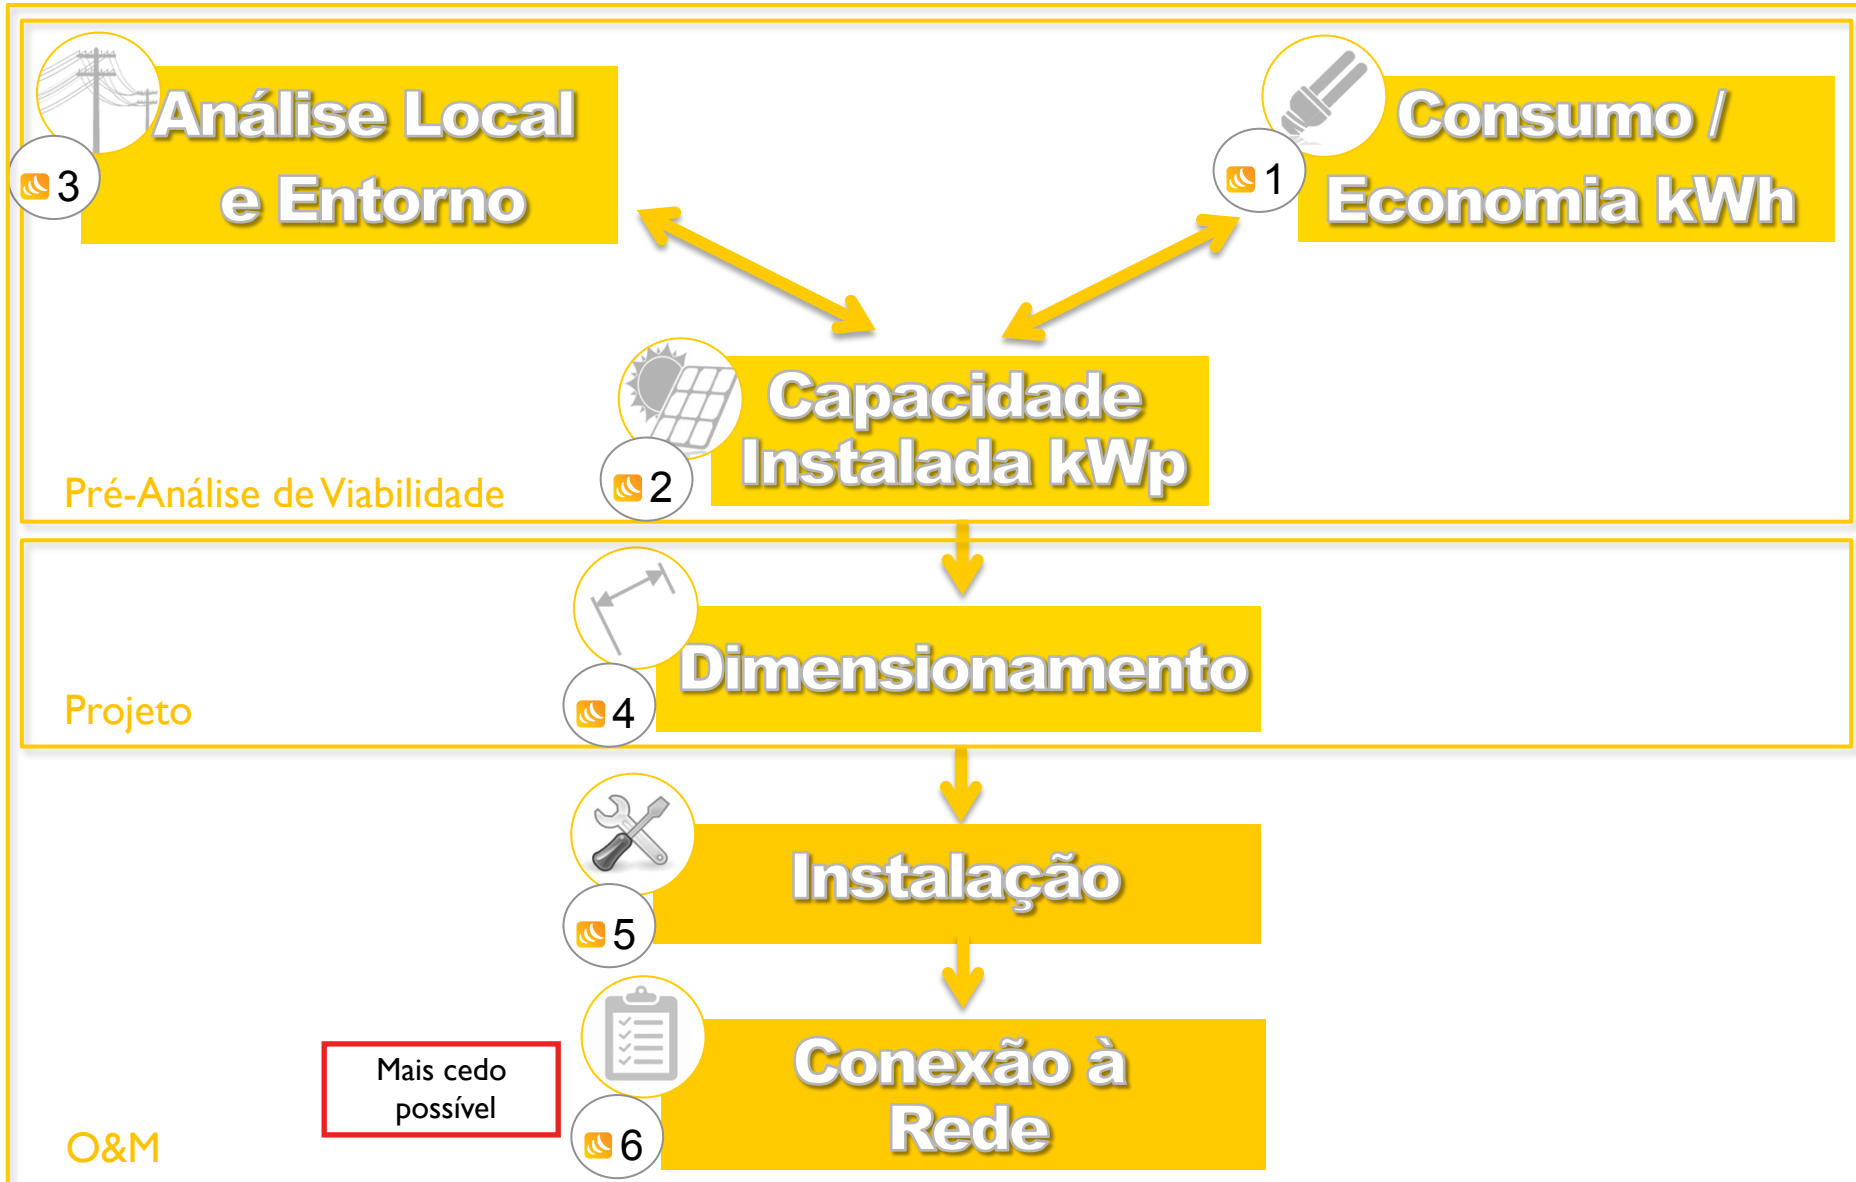 Análise Local
e Entorno
3
Consumo /
Economia kWh
1
Capacidade
Instalada kWp
2
Pré-Análise de Viabilidade
Dimensionamento
4
Projeto
Instalação
5
Conexão à
Rede
6
Mais cedo
possível
O&M